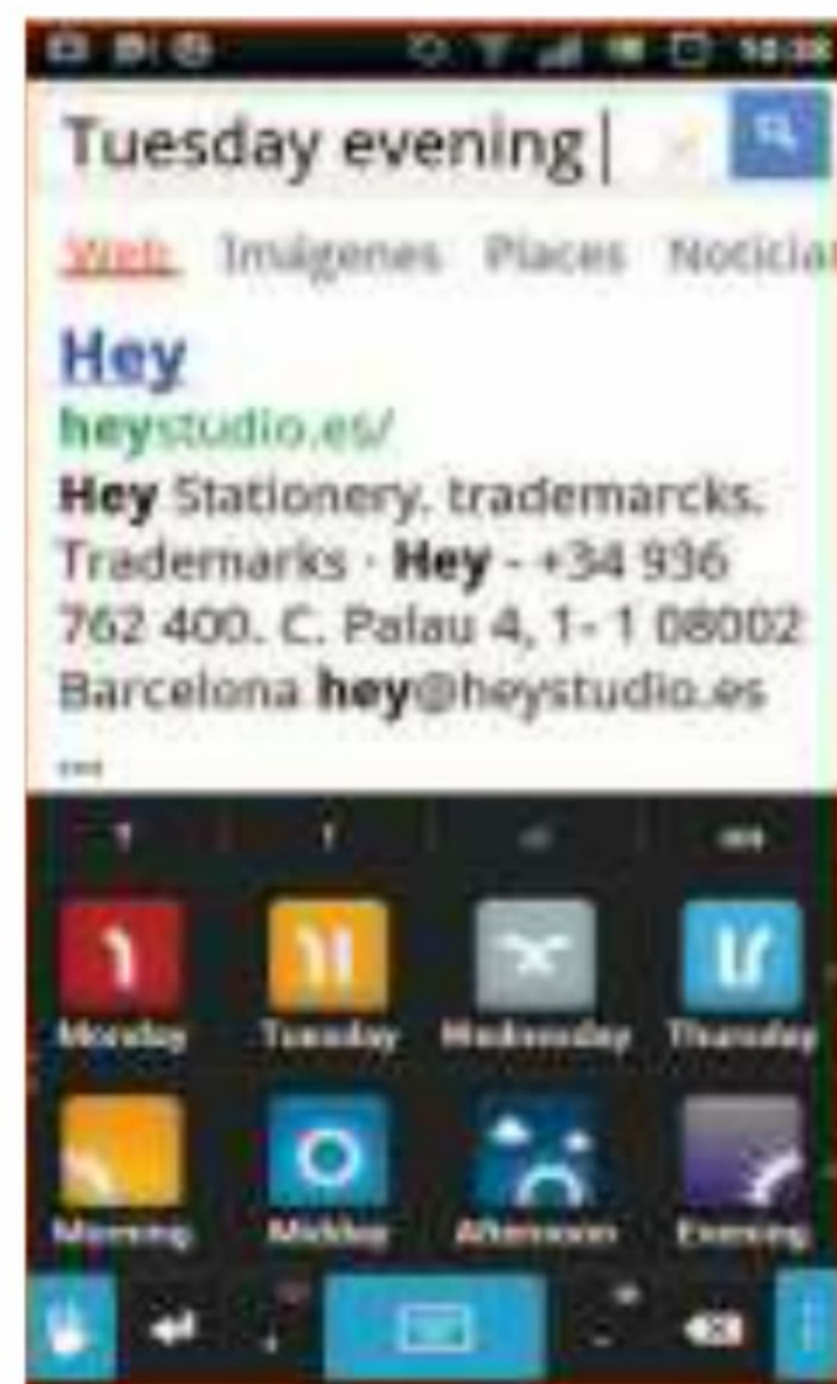 Tuesday evening
Web Imágenes Places Noticia
Hey
heystudio.es/
Hey Stationery. trademarcks.
Trademarks · Hey - +34 936
762 400. C. Palau 4, 1- 1 08002
Barcelona hey@heystudio.es
...
Monday Tuesday Wednesday Thursday
Morning Midday Afternoon Evening